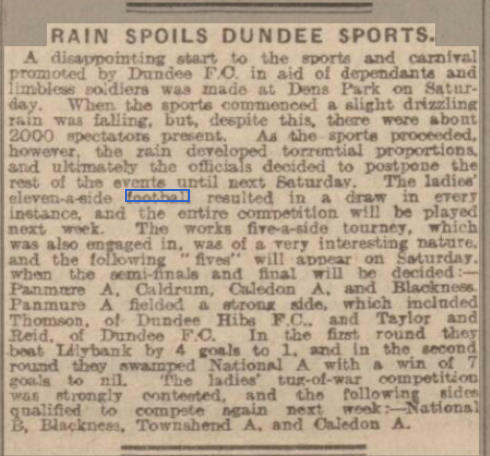 RAIN SPOILS DUNDEE SPORTS.
A disappointing start to the sports and carnival
promoted by Dundee F.C. in aid of dependants and
limbless soldiers was made at Dens Park on Satur-
day. When the sports commenced a slight drizzling
rain was falling, but, despite this, there were about
2000 spectators present. As the sports proceeded,
however, the rain developed torrential proportions,
and ultimately the officials decided to postpone the
rest of the events until next Saturday. The ladies'
eleven-a-side football resulted in a draw in every
instance, and the entire competition will be played
next week. The works five-a-side tourney, which
was also engaged in, was of a very interesting nature,
and the following "fives" will appear on Saturday,
when the semi-finals and final will be decided:—
Panmure A, Caldrum, Caledon A, and Blackness.
Panmure A fielded a strong side, which included
Thomson, of Dundee Hibs F.C., and Taylor and
Reid, of Dundee F.C. In the first round they
beat Lilybank by 4 goals to 1, and in the second
round they swamped National A with a win of 7
goals to nil. The ladies' tug-of-war competition
was strongly contested, and the following sides
qualified to compete again next week:—National
B, Blackness, Townshend A, and Caledon A.